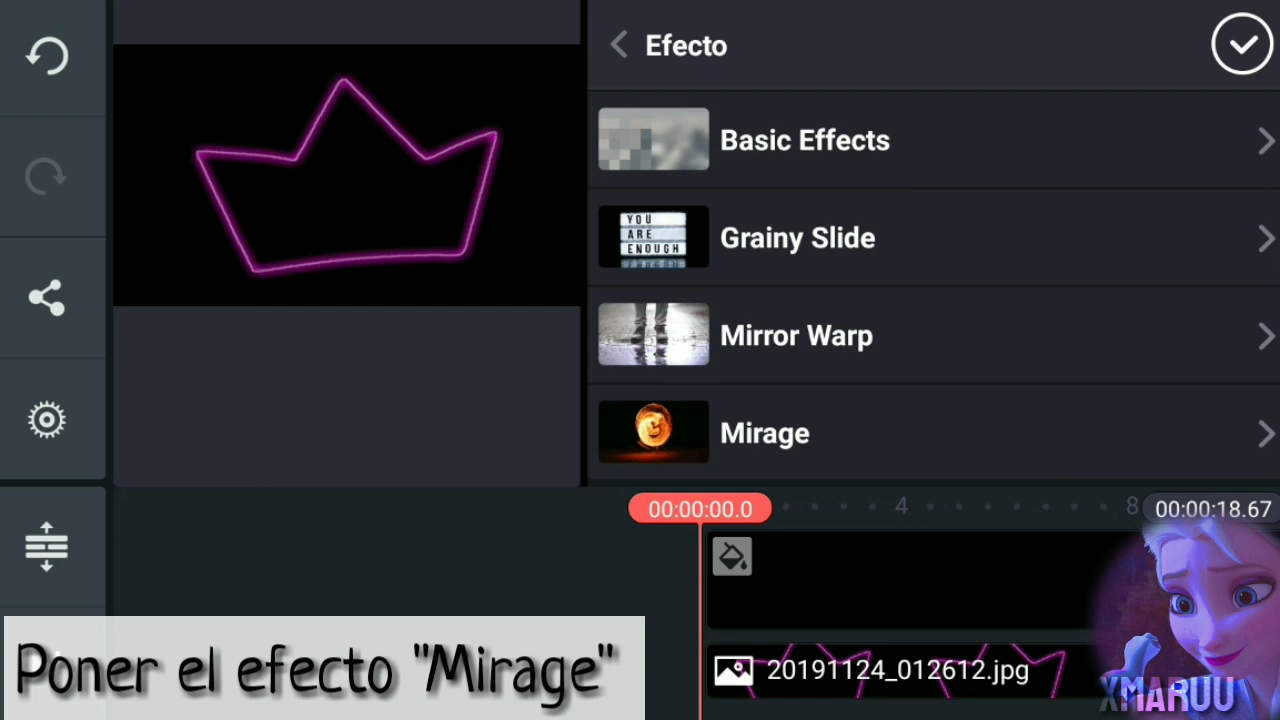 Efecto
Basic Effects
YOU
ARE
ENOUGH
Grainy Slide
Mirror Warp
Mirage
00:00:00.0
4
8
00:00:18.67
20191124_012612.jpg
Poner el efecto "Mirage"
XMARUU